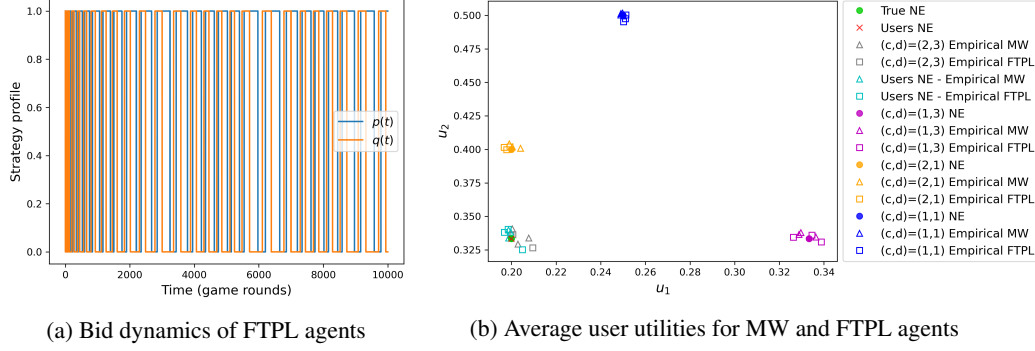 1.0
0.8
0.6
0.4
0.2
0.0
Strategy profile
p(t)
q(t)
0 2000 4000 6000 8000 10000
Time (game rounds)
(a) Bid dynamics of FTPL agents
0.500
0.475
0.450
0.425
0.400
0.375
0.350
0.325
u₂
0.20 0.22 0.24 0.26 0.28 0.30 0.32 0.34
u₁
True NE
Users NE
(c,d)=(2,3) Empirical MW
(c,d)=(2,3) Empirical FTPL
Users NE - Empirical MW
Users NE - Empirical FTPL
(c,d)=(1,3) NE
(c,d)=(1,3) Empirical MW
(c,d)=(1,3) Empirical FTPL
(c,d)=(2,1) NE
(c,d)=(2,1) Empirical MW
(c,d)=(2,1) Empirical FTPL
(c,d)=(1,1) NE
(c,d)=(1,1) Empirical MW
(c,d)=(1,1) Empirical FTPL
(b) Average user utilities for MW and FTPL agents